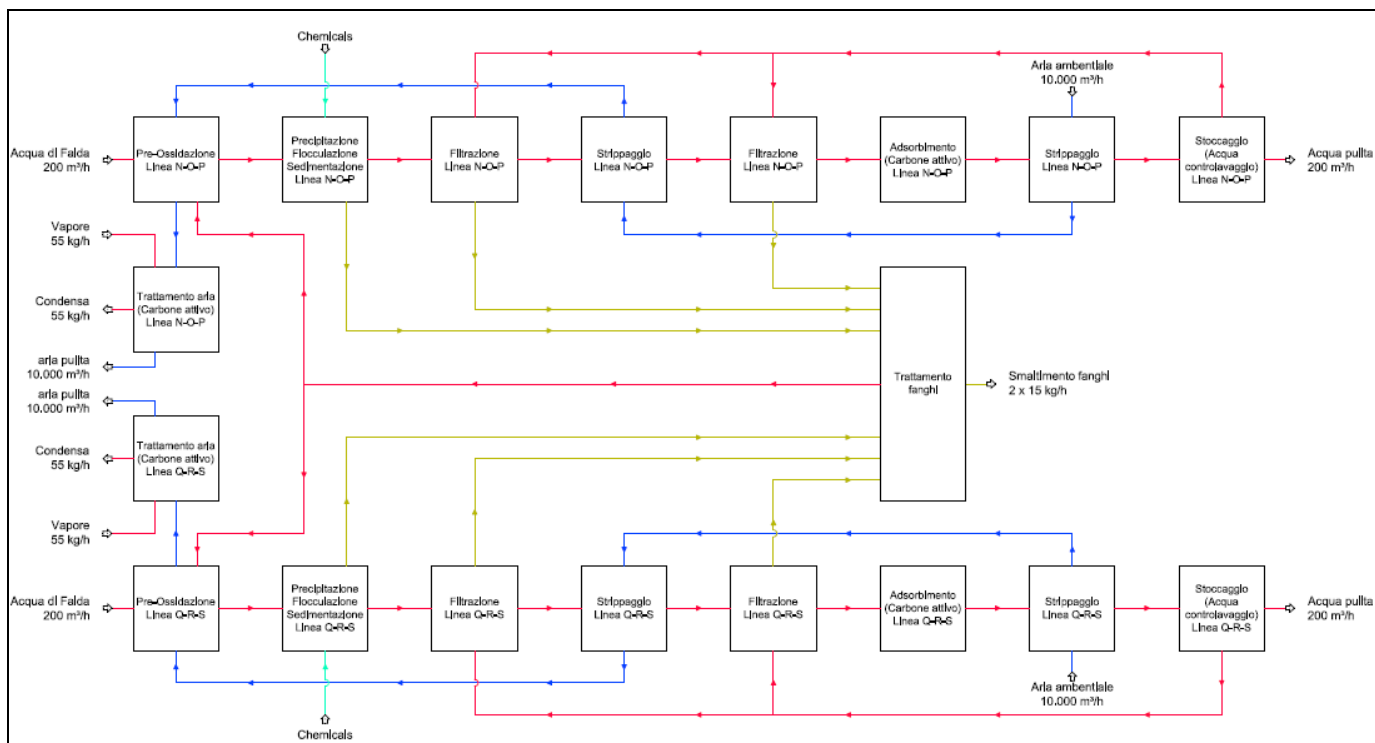 Chemicals
Aria ambientiale
10.000 m³/h
Acqua di Falda
200 m³/h
Pre-Ossidazione
Linea N-O-P
Precipitazione
Flocculazione
Sedimentazione
Linea N-O-P
Filtrazione
Linea N-O-P
Strippaggio
Linea N-O-P
Filtrazione
Linea N-O-P
Adsorbimento
(Carbone attivo)
Linea N-O-P
Strippaggio
Linea N-O-P
Stoccaggio
(Acqua
controlavaggio)
Linea N-O-P
Acqua pulita
200 m³/h
Vapore
55 kg/h
Condensa
55 kg/h
aria pulita
10.000 m³/h
Trattamento aria
(Carbone attivo)
Linea N-O-P
Trattamento
fanghi
Smaltimento fanghi
2 x 15 kg/h
aria pulita
10.000 m³/h
Condensa
55 kg/h
Vapore
55 kg/h
Trattamento aria
(Carbone attivo)
Linea Q-R-S
Acqua di Falda
200 m³/h
Pre-Ossidazione
Linea Q-R-S
Precipitazione
Flocculazione
Sedimentazione
Linea Q-R-S
Filtrazione
Linea Q-R-S
Strippaggio
Linea Q-R-S
Filtrazione
Linea Q-R-S
Adsorbimento
(Carbone attivo)
Linea Q-R-S
Strippaggio
Linea Q-R-S
Stoccaggio
(Acqua
controlavaggio)
Linea Q-R-S
Acqua pulita
200 m³/h
Aria ambientiale
10.000 m³/h
Chemicals